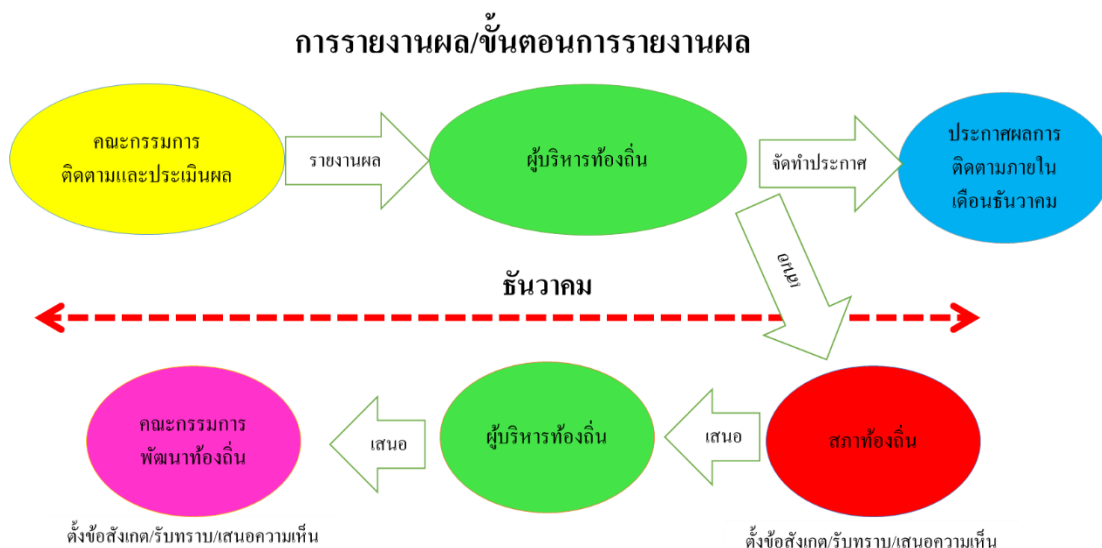 การรายงานผล/ขั้นตอนการรายงานผล
คณะกรรมการ
ติดตามและประเมินผล
รายงานผล
ผู้บริหารท้องถิ่น
จัดทำประกาศ
ประกาศผลการ
ติดตามภายใน
เดือนธันวาคม
เสนอ
ธันวาคม
คณะกรรมการ
พัฒนาท้องถิ่น
เสนอ
ผู้บริหารท้องถิ่น
เสนอ
สภาท้องถิ่น
ตั้งข้อสังเกต/รับทราบ/เสนอความเห็น
ตั้งข้อสังเกต/รับทราบ/เสนอความเห็น